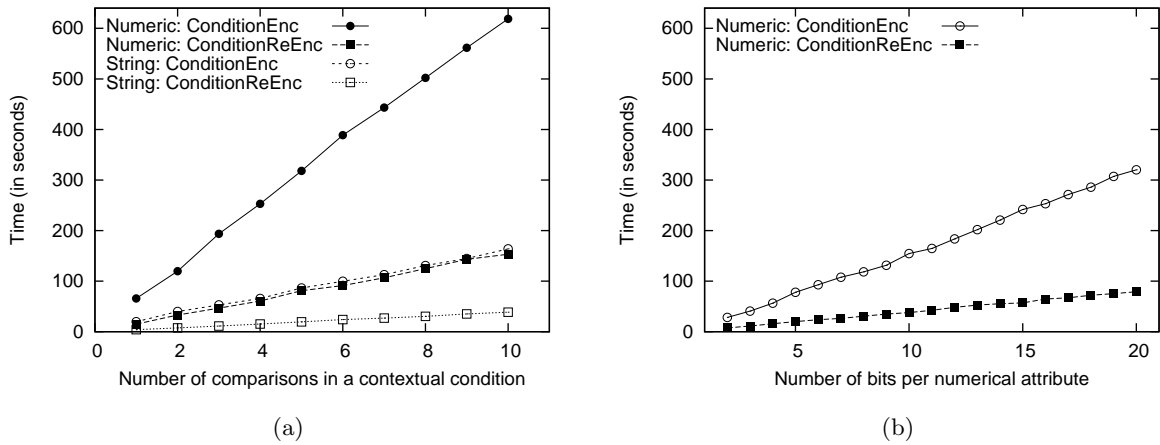 600
500
400
300
200
100
0
Time (in seconds)
Numeric: ConditionEnc
Numeric: ConditionReEnc
String: ConditionEnc
String: ConditionReEnc
0 2 4 6 8 10
Number of comparisons in a contextual condition
(a)
600
500
400
300
200
100
0
Time (in seconds)
Numeric: ConditionEnc
Numeric: ConditionReEnc
5 10 15 20
Number of bits per numerical attribute
(b)